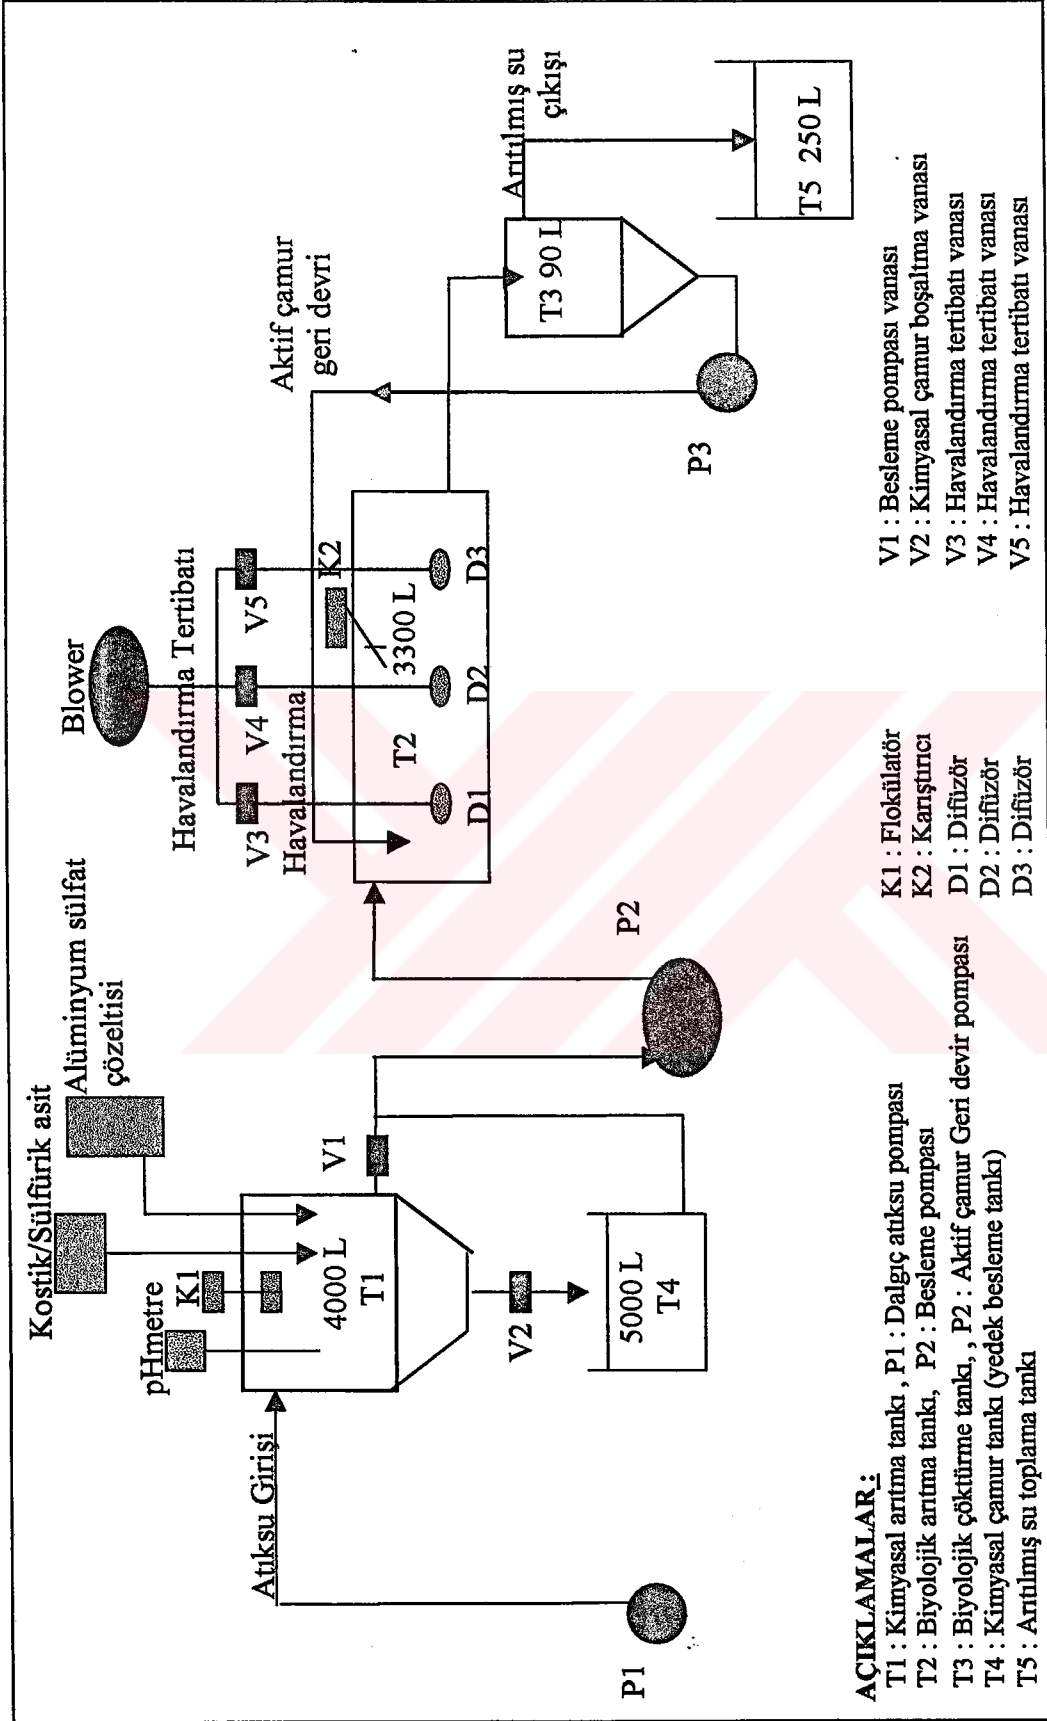 Kostik/Sülfürik asit
Alüminyum sülfat
çözeltisi
pHmetre
K1
Atıksu Girişi
4000 L
T1
V1
V2
5000 L
T4
P1
P2
Blower
Havalandırma Tertibatı
V3
V4
V5
Havalandırma
K2
T2
3300 L
D1
D2
D3
Aktif çamur
geri devri
P3
T3 90 L
Arıtılmış su
çıkışı
T5 250 L
AÇIKLAMALAR:
T1 : Kimyasal arıtma tankı , P1 : Dalgıç atıksu pompası
T2 : Biyolojik arıtma tankı, P2 : Besleme pompası
T3 : Biyolojik çöktürme tankı, , P2 : Aktif çamur Geri devir pompası
T4 : Kimyasal çamur tankı (yedek besleme tankı)
T5 : Arıtılmış su toplama tankı
K1 : Flokülatör
K2 : Karıştırıcı
D1 : Difüzör
D2 : Difüzör
D3 : Difüzör
V1 : Besleme pompası vanası
V2 : Kimyasal çamur boşaltma vanası
V3 : Havalandırma tertibatı vanası
V4 : Havalandırma tertibatı vanası
V5 : Havalandırma tertibatı vanası